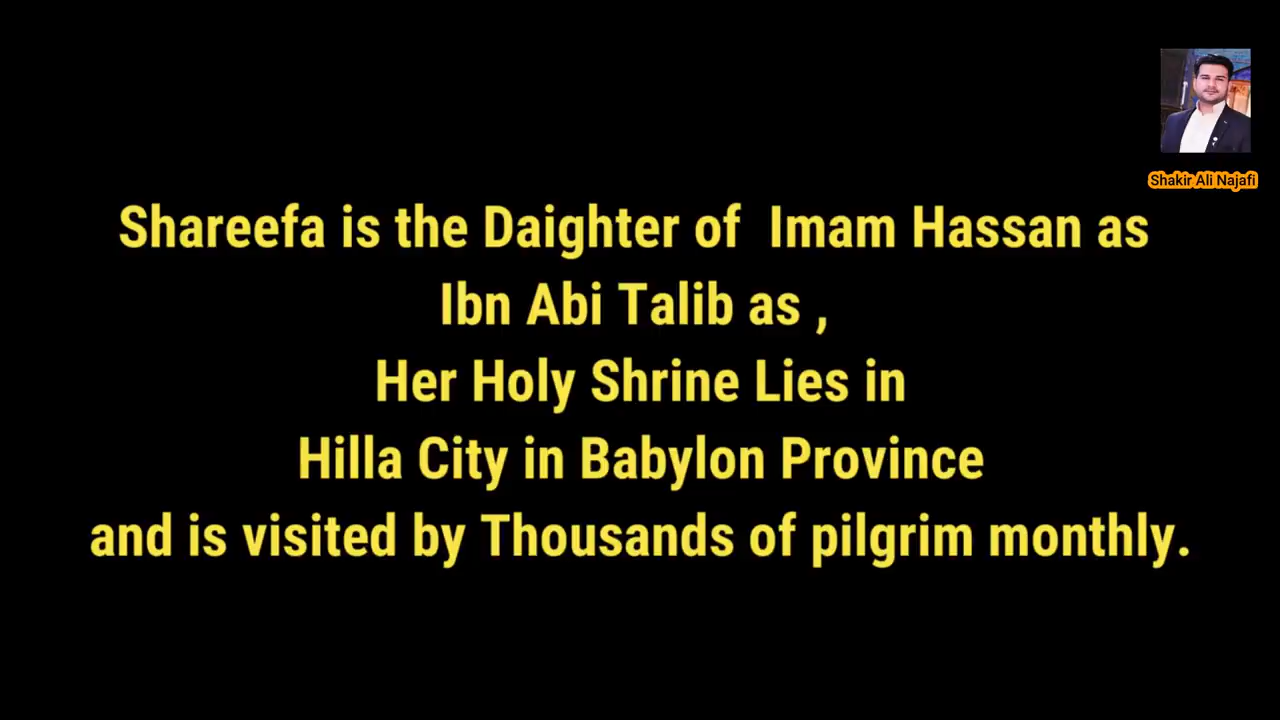 Shakir Ali Najafi
Shareefa is the Daighter of Imam Hassan as
Ibn Abi Talib as ,
Her Holy Shrine Lies in
Hilla City in Babylon Province
and is visited by Thousands of pilgrim monthly.